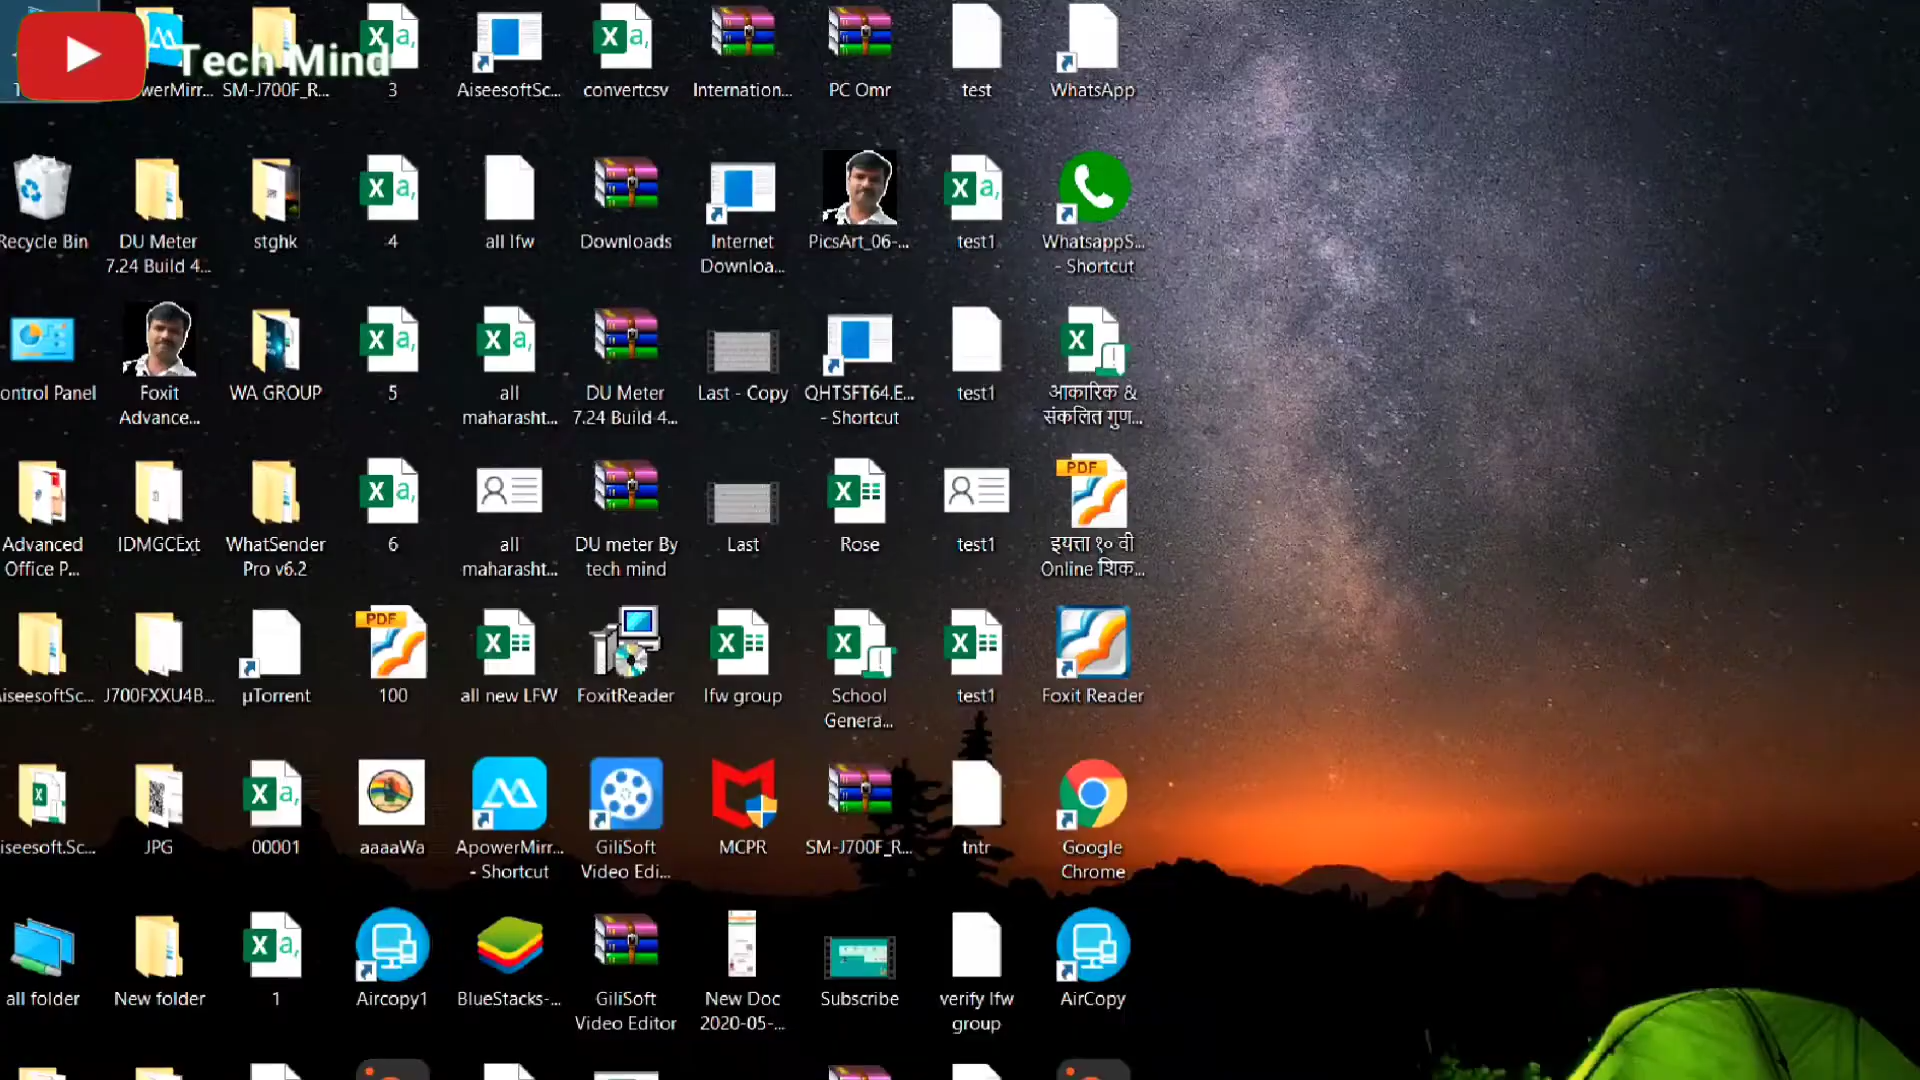 Tech Mind
werMirr...
SM-J700F_R...
3
AiseesoftSc...
convertcsv
Internation...
PC Omr
test
WhatsApp
Recycle Bin
DU Meter
7.24 Build 4...
stghk
4
all lfw
Downloads
Internet
Downloa...
PicsArt_06-...
test1
WhatsappS...
- Shortcut
ontrol Panel
Foxit
Advance...
WA GROUP
5
all
maharasht...
DU Meter
7.24 Build 4...
Last - Copy
QHTSFT64.E...
- Shortcut
test1
आकारिक &
संकलित गुण...
Advanced
Office P...
IDMGCExt
WhatSender
Pro v6.2
6
all
maharasht...
DU meter By
tech mind
Last
Rose
test1
PDF
इयत्ता १० वी
Online शिक...
iseesoftSc...
J700FXXU4B...
µTorrent
PDF
100
all new LFW
FoxitReader
lfw group
School
Genera...
test1
Foxit Reader
iseesoft.Sc...
JPG
00001
aaaaWa
ApowerMirr...
- Shortcut
GiliSoft
Video Edi...
MCPR
SM-J700F_R...
tntr
Google
Chrome
all folder
New folder
1
Aircopy1
BlueStacks-...
GiliSoft
Video Editor
New Doc
2020-05-...
Subscribe
verify lfw
group
AirCopy